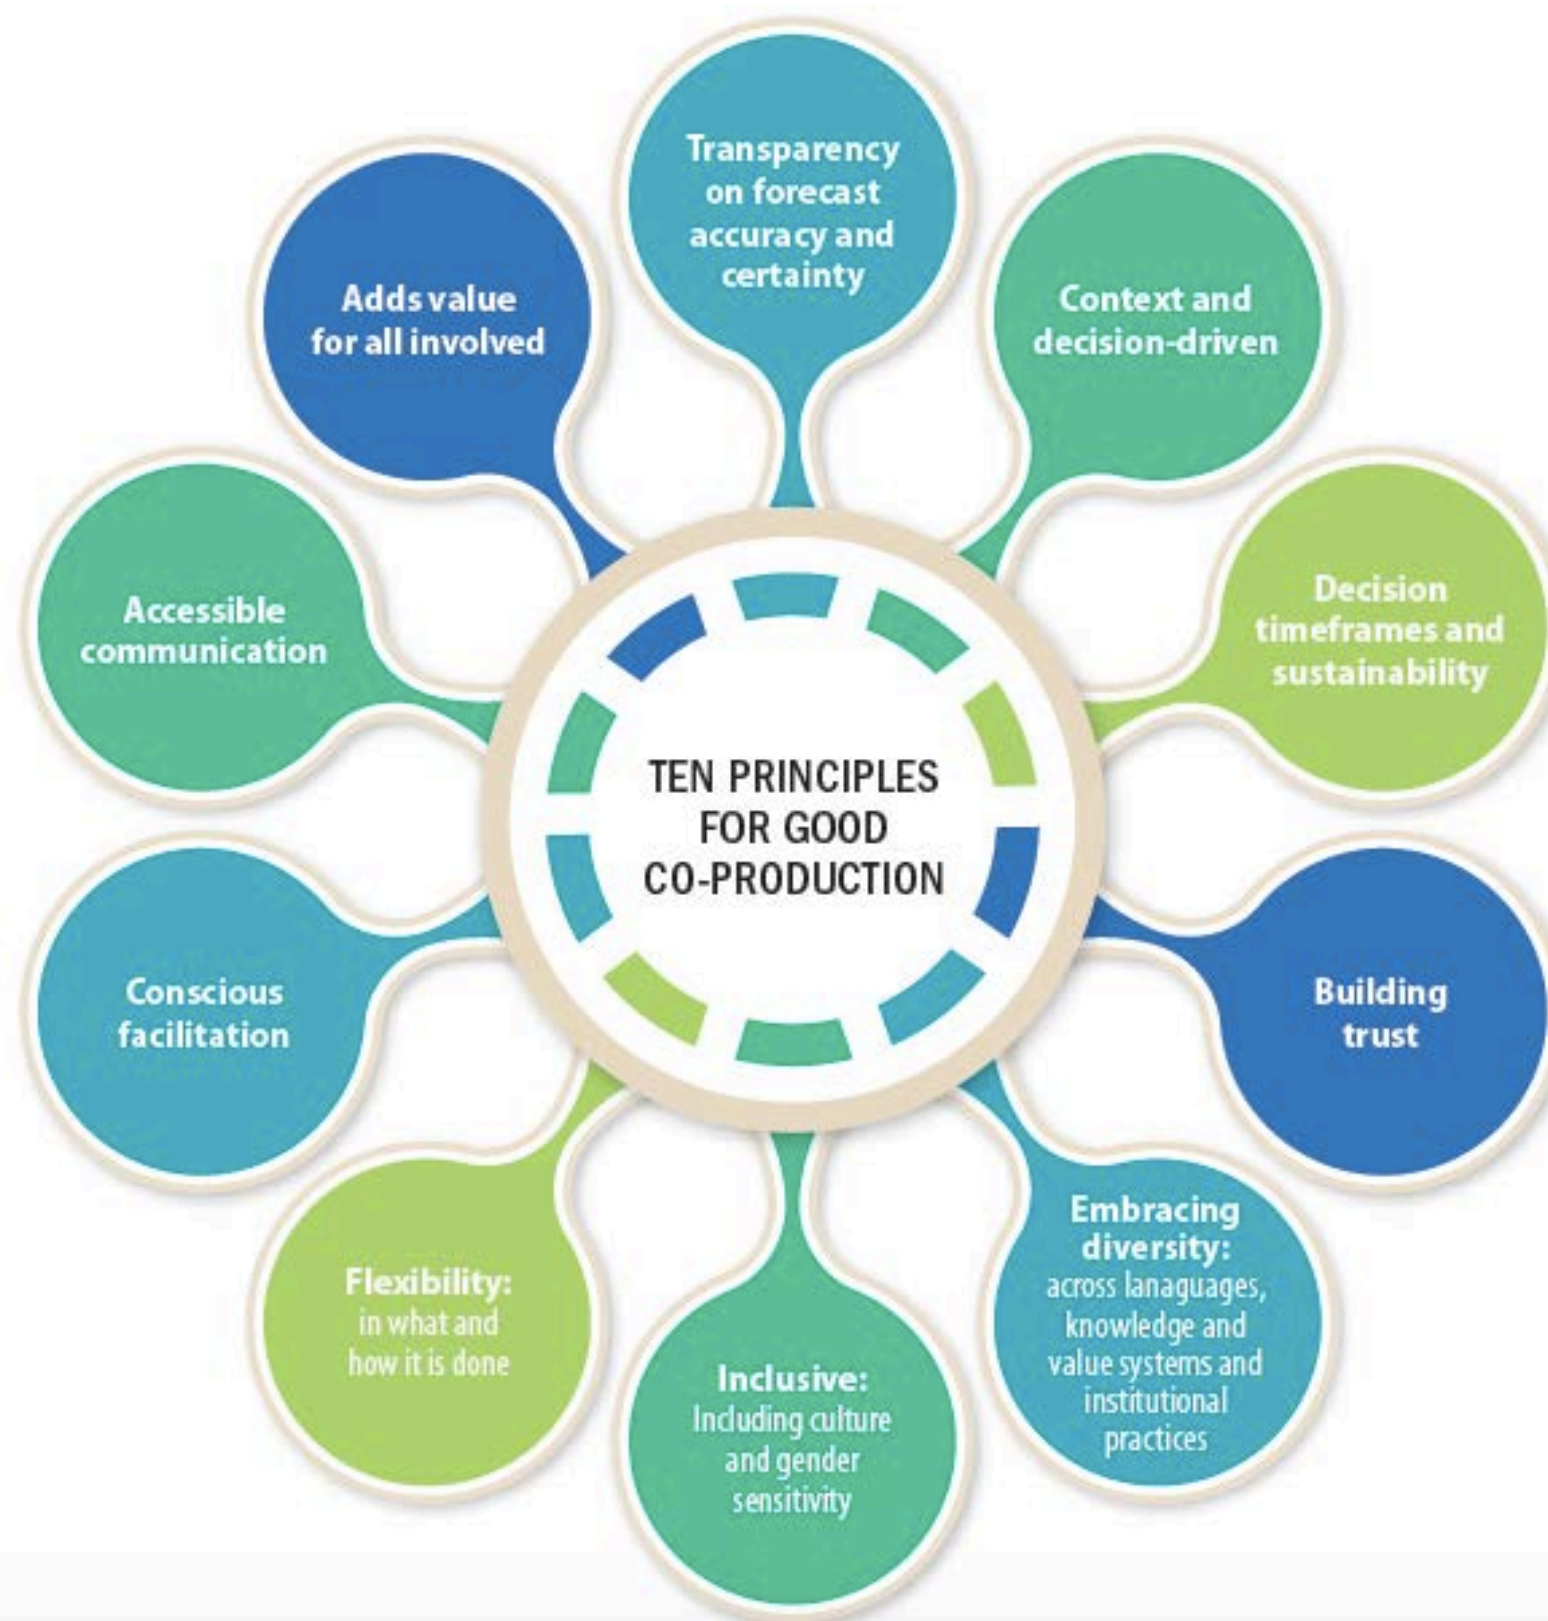 Transparency
on forecast
accuracy and
certainty
Context and
decision-driven
Decision
timeframes and
sustainability
Building
trust
Embracing
diversity:
across lanaguages,
knowledge and
value systems and
institutional
practices
Inclusive:
Including culture
and gender
sensitivity
Flexibility:
in what and
how it is done
Conscious
facilitation
Accessible
communication
Adds value
for all involved
TEN PRINCIPLES
FOR GOOD
CO-PRODUCTION